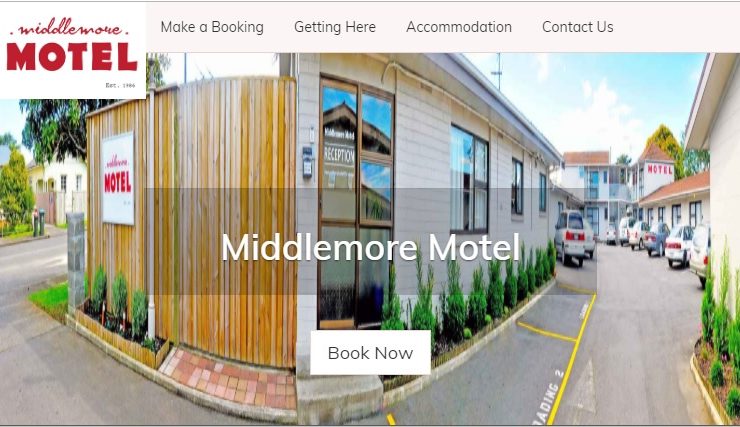 .middlemore.
MOTEL
Est. 1986
Make a Booking
Getting Here
Accommodation
Contact Us
middlemore
MOTEL
Middlemore Motel
RECEPTION
MOTEL
Middlemore Motel
Book Now
LOADING 2